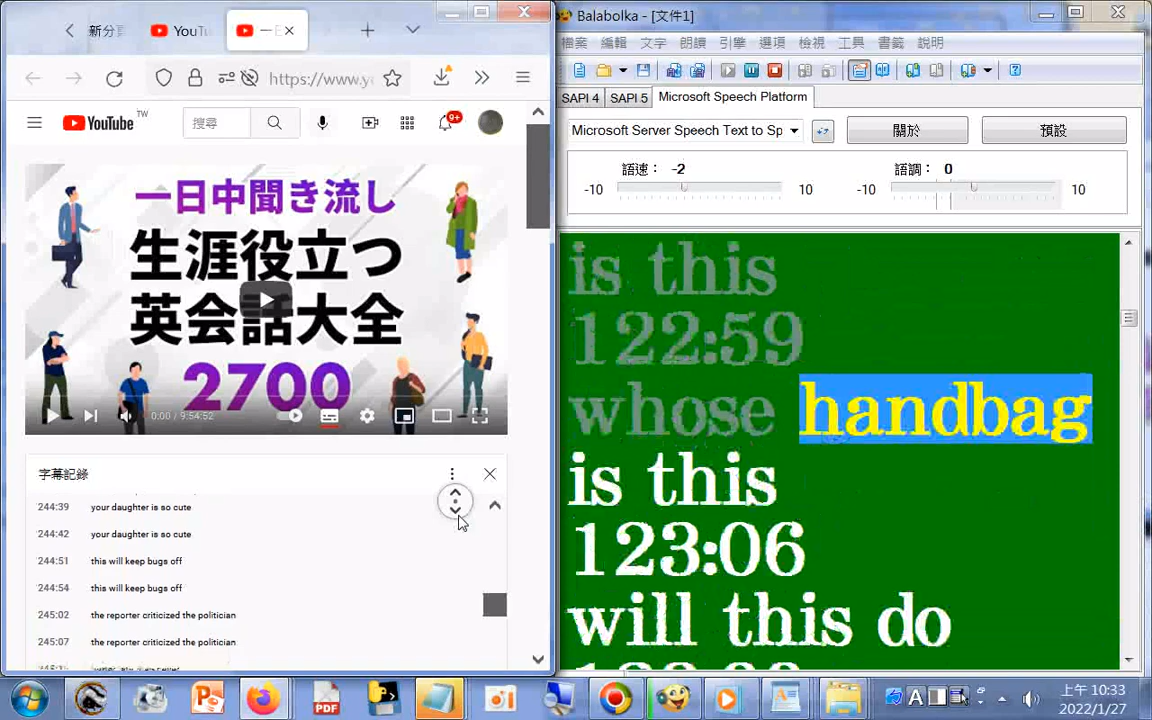 Balabolka - [文件1]
新分
YouTu
一E
檔案 編輯 文字 朗讀 引擎 選項 檢視 工具 書籤 說明
https://www.y
SAPI 4 SAPI 5 Microsoft Speech Platform
YouTube TW
搜尋
9+
Microsoft Server Speech Text to Sp
關於
預設
語速： -2
語調： 0
-10 10
-10 10
一日中聞き流し
生涯役立つ
英会話大全
2700
0:00 / 9:54:52
字幕記錄
244:39 your daughter is so cute
244:42 your daughter is so cute
244:51 this will keep bugs off
244:54 this will keep bugs off
245:02 the reporter criticized the politician
245:07 the reporter criticized the politician
is this
122:59
whose handbag
is this
123:06
will this do
PDF
A
上午 10:33
2022/1/27